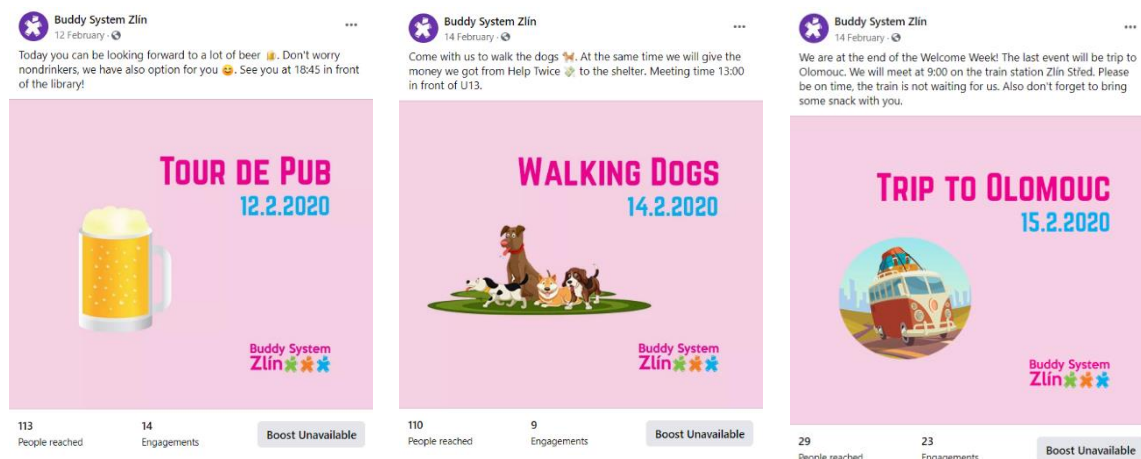 Buddy System Zlín
12 February ·
Today you can be looking forward to a lot of beer 🍻. Don't worry
nondrinkers, we have also option for you 😄. See you at 18:45 in front
of the library!
TOUR DE PUB
12.2.2020
Buddy System
Zlín
113
People reached
14
Engagements
Boost Unavailable
Buddy System Zlín
14 February ·
Come with us to walk the dogs 🐕. At the same time we will give the
money we got from Help Twice 💸 to the shelter. Meeting time 13:00
in front of U13.
WALKING DOGS
14.2.2020
Buddy System
Zlín
110
People reached
9
Engagements
Boost Unavailable
Buddy System Zlín
14 February ·
We are at the end of the Welcome Week! The last event will be trip to
Olomouc. We will meet at 9:00 on the train station Zlín Střed. Please
be on time, the train is not waiting for us. Also don't forget to bring
some snack with you.
TRIP TO OLOMOUC
15.2.2020
Buddy System
Zlín
29
People reached
23
Engagements
Boost Unavailable